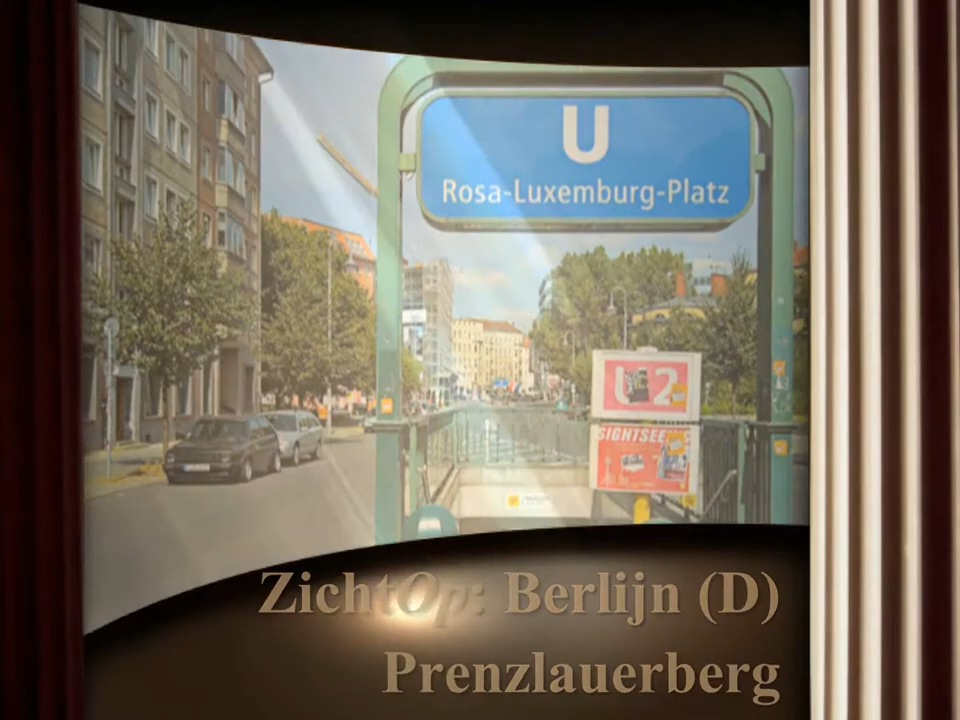 U
Rosa-Luxemburg-Platz
U2
SIGHTSEE
ZichtOp: Berlijn (D)
Prenzlauerberg